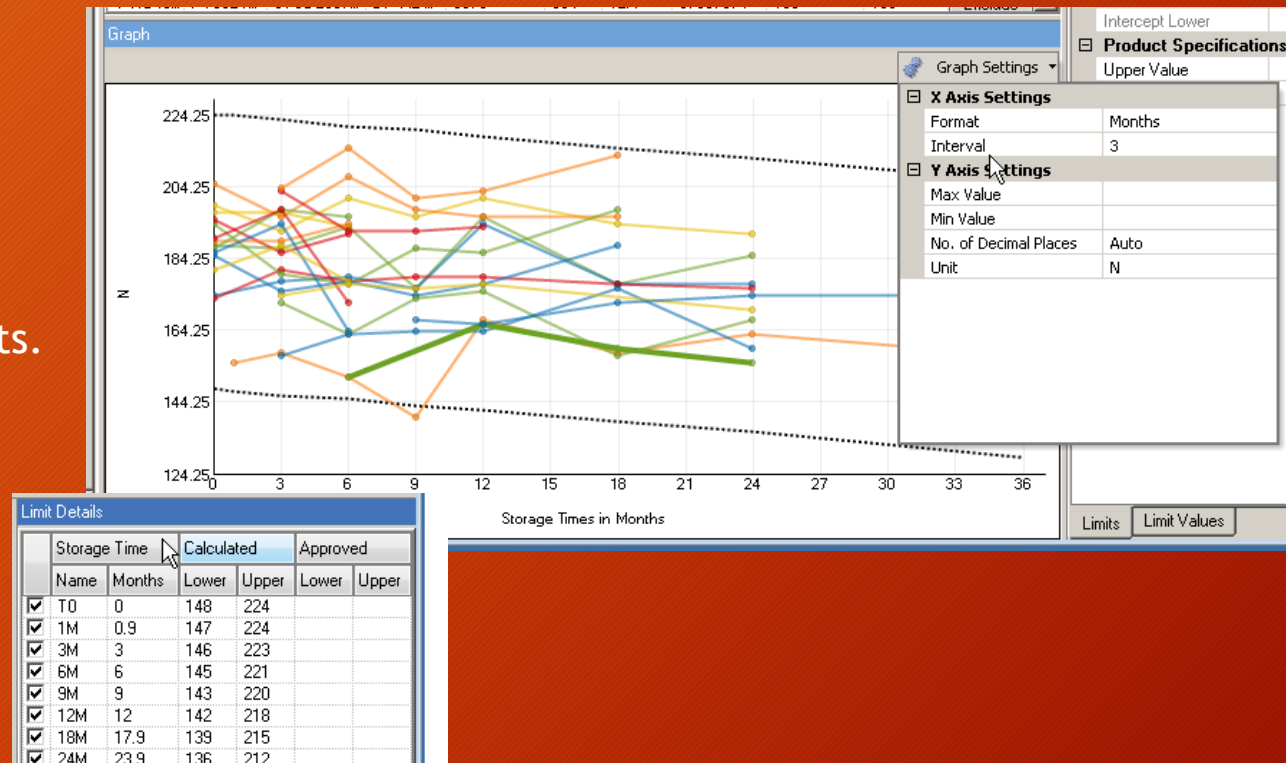 Intercept Lower
Graph
Product Specifications
Graph Settings
Upper Value
X Axis Settings
Format Months
Interval 3
Y Axis Settings
Max Value
Min Value
No. of Decimal Places Auto
Unit N
224.25
204.25
184.25
N
164.25
ts.
144.25
124.25
0 3 6 9 12 15 18 21 24 27 30 33 36
Storage Times in Months
Limits Limit Values
Limit Details
Storage Time Calculated Approved
Name Months Lower Upper Lower Upper
T0 0 148 224
1M 0.9 147 224
3M 3 146 223
6M 6 145 221
9M 9 143 220
12M 12 142 218
18M 17.9 139 215
24M 23.9 136 212